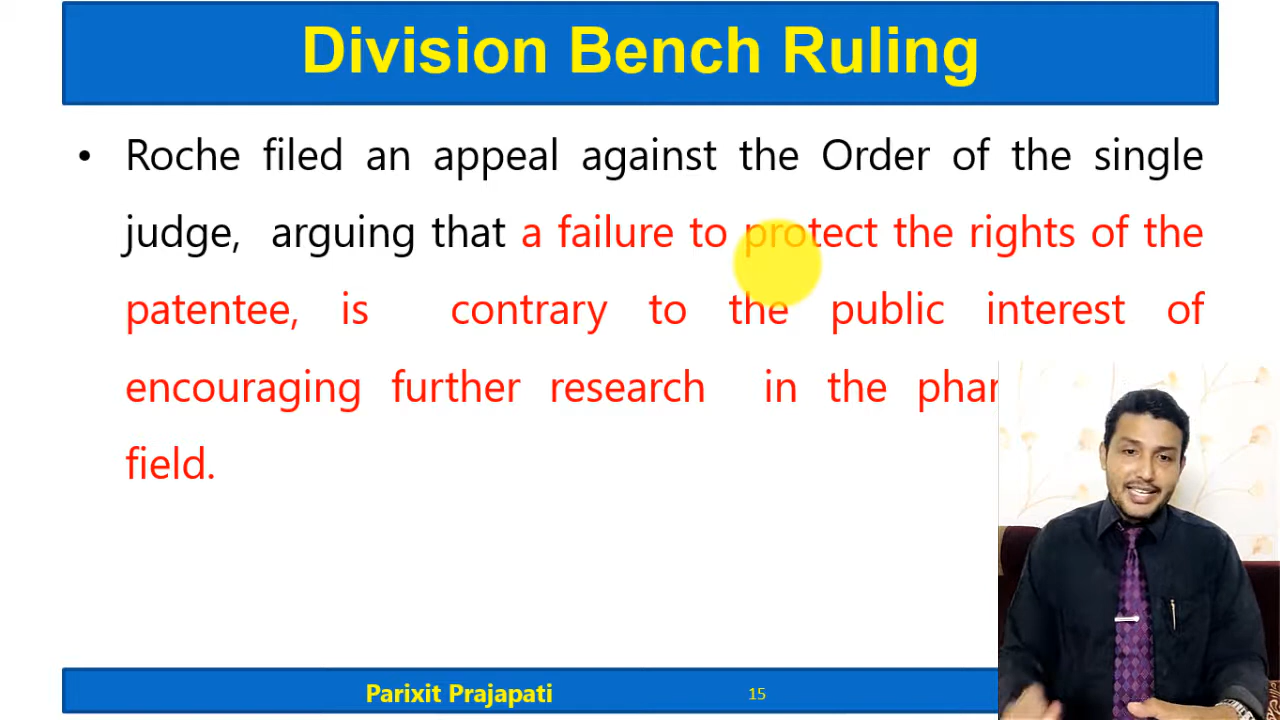 Division Bench Ruling
• Roche filed an appeal against the Order of the single
judge, arguing that a failure to protect the rights of the
patentee, is contrary to the public interest of
encouraging further research in the
field.
Parixit Prajapati
15